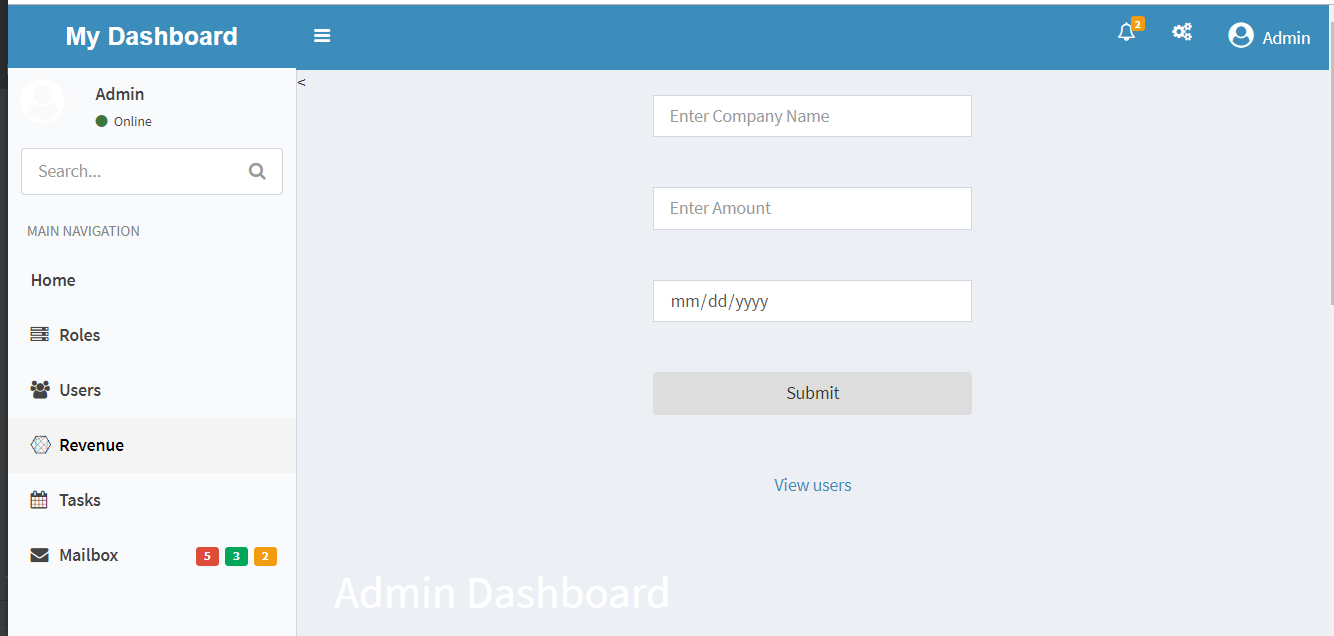 My Dashboard
2
Admin
Admin
Online
Search...
MAIN NAVIGATION
Home
Roles
Users
Revenue
Tasks
Mailbox 5 3 2
<
Enter Company Name
Enter Amount
mm/dd/yyyy
Submit
View users
Admin Dashboard